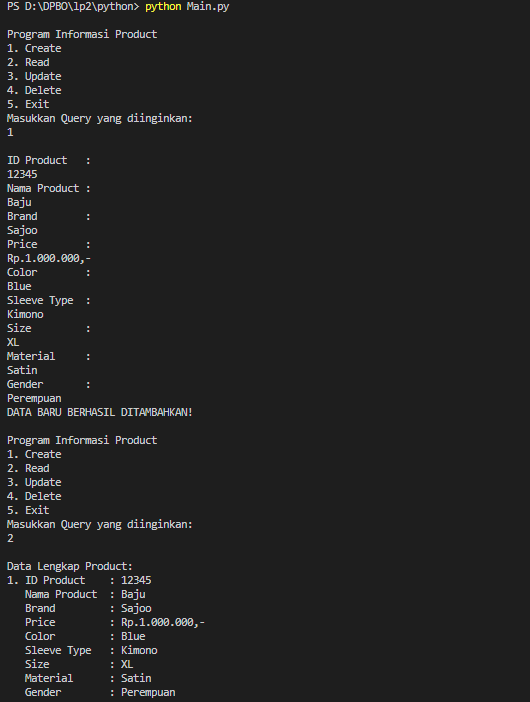 PS D:\DPBO\lp2\python> python Main.py
Program Informasi Product
1. Create
2. Read
3. Update
4. Delete
5. Exit
Masukkan Query yang diinginkan:
1
ID Product   :
12345
Nama Product :
Baju
Brand        :
Sajoo
Price        :
Rp.1.000.000,-
Color        :
Blue
Sleeve Type  :
Kimono
Size         :
XL
Material     :
Satin
Gender       :
Perempuan
DATA BARU BERHASIL DITAMBAHKAN!
Program Informasi Product
1. Create
2. Read
3. Update
4. Delete
5. Exit
Masukkan Query yang diinginkan:
2
Data Lengkap Product:
1. ID Product    : 12345
   Nama Product  : Baju
   Brand         : Sajoo
   Price         : Rp.1.000.000,-
   Color         : Blue
   Sleeve Type   : Kimono
   Size          : XL
   Material      : Satin
   Gender        : Perempuan